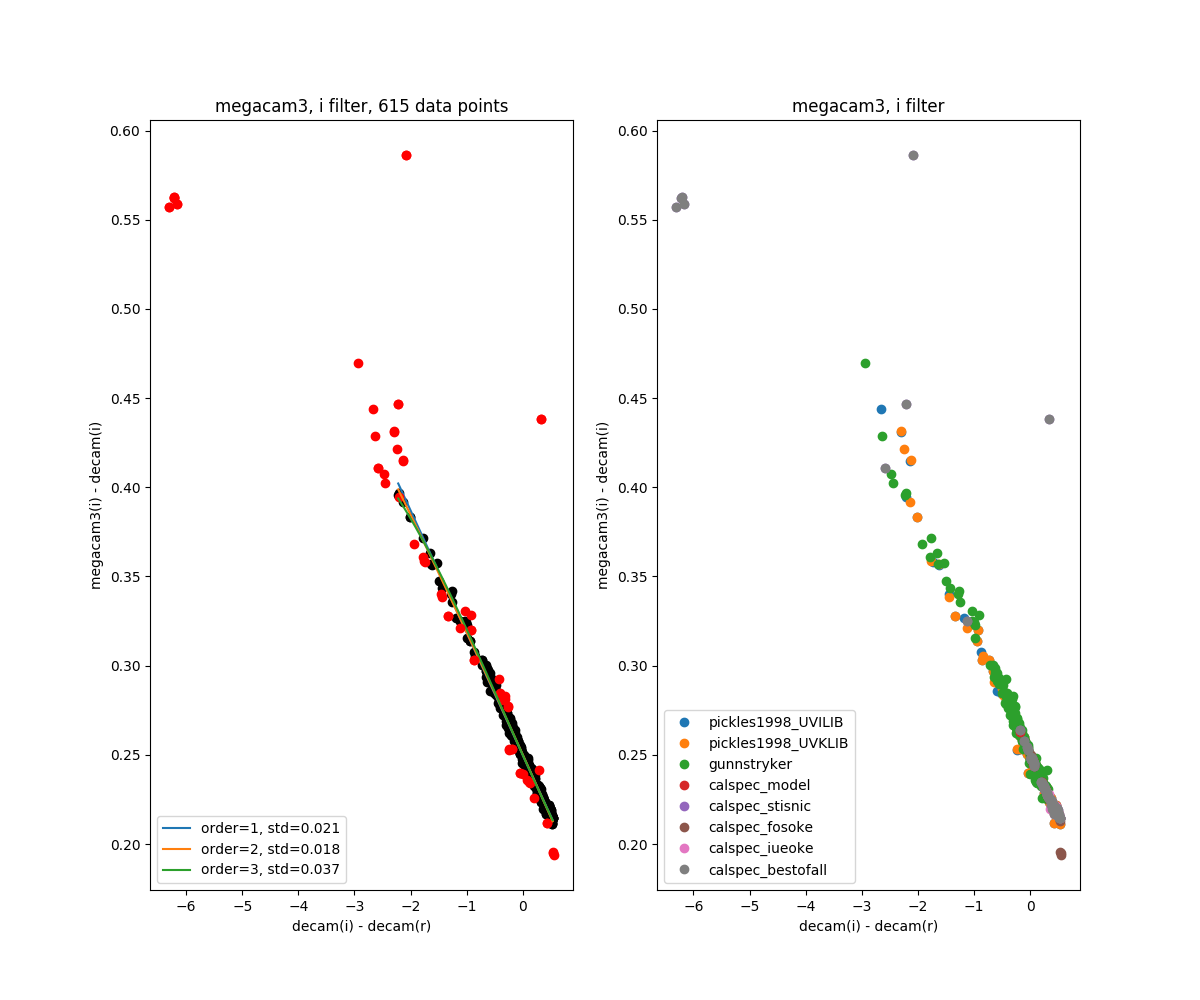 megacam3, i filter, 615 data points
megacam3(i) - decam(i)
0.60
0.55
0.50
0.45
0.40
0.35
0.30
0.25
0.20
order=1, std=0.021
order=2, std=0.018
order=3, std=0.037
−6
−5
−4
−3
−2
−1
0
decam(i) - decam(r)
megacam3, i filter
megacam3(i) - decam(i)
0.60
0.55
0.50
0.45
0.40
0.35
0.30
0.25
0.20
pickles1998_UVILIB
pickles1998_UVKLIB
gunnstryker
calspec_model
calspec_stisnic
calspec_fosoke
calspec_iueoke
calspec_bestofall
−6
−5
−4
−3
−2
−1
0
decam(i) - decam(r)